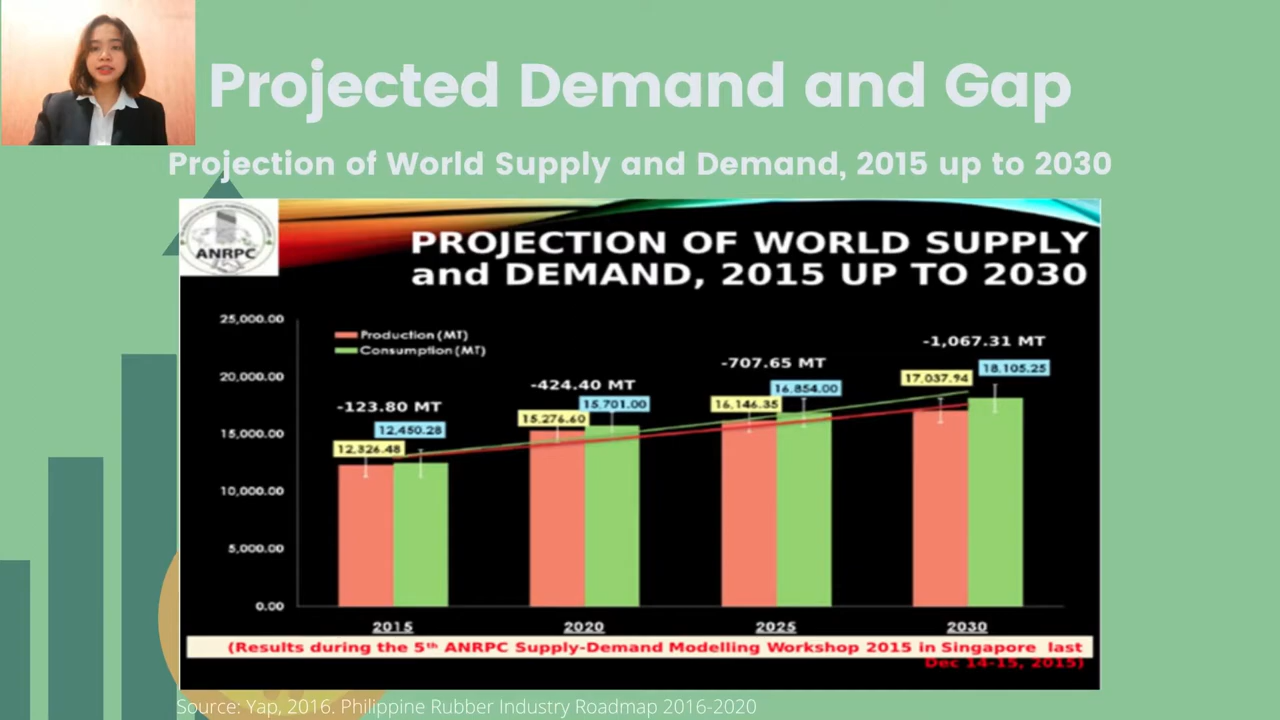 Projected Demand and Gap
Projection of World Supply and Demand, 2015 up to 2030
ANRPC
PROJECTION OF WORLD SUPPLY
and DEMAND, 2015 UP TO 2030
25,000.00
20,000.00
15,000.00
10,000.00
5,000.00
0.00
Production (MT)
Consumption (MT)
-123.80 MT
12,450.28
12,326.48
-424.40 MT
15,701.00
15,276.60
-707.65 MT
16,854.00
16,146.35
-1,067.31 MT
18,105.25
17,037.94
2015 2020 2025 2030
(Results during the 5th ANRPC Supply-Demand Modelling Workshop 2015 in Singapore last
Dec 14-15, 2015)
Source: Yap, 2016. Philippine Rubber Industry Roadmap 2016-2020